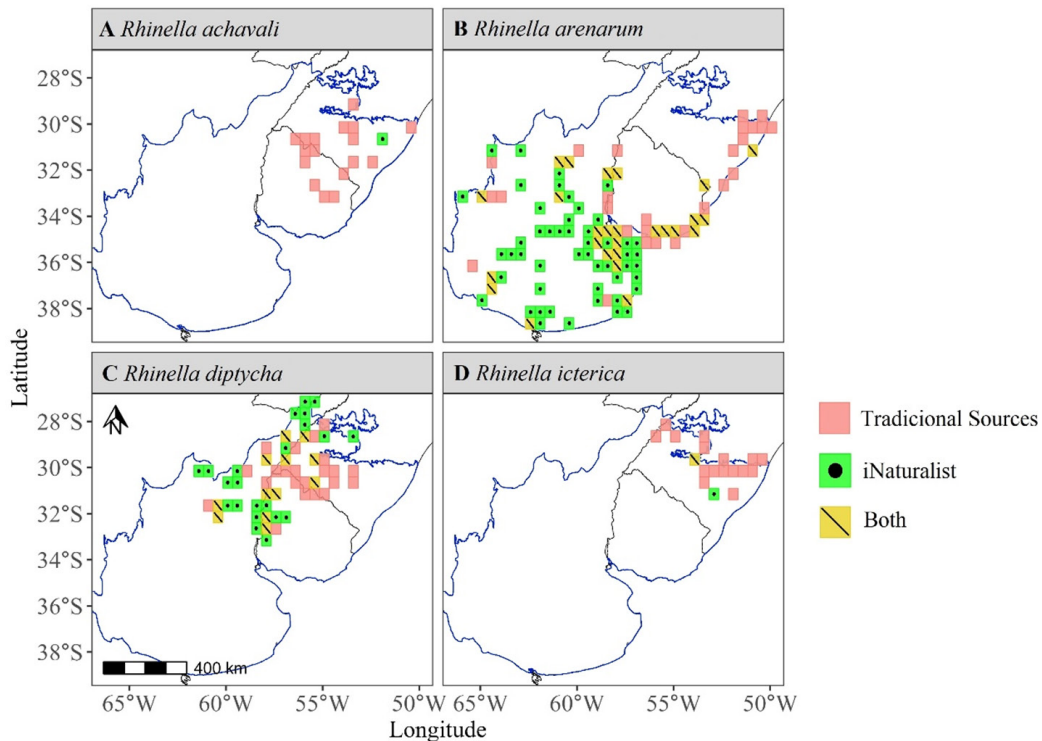 A Rhinella achavali
B Rhinella arenarum
28°S
30°S
32°S
34°S
36°S
38°S
C Rhinella diptycha
D Rhinella icterica
28°S
30°S
32°S
34°S
36°S
38°S
N
400 km
65°W
60°W
55°W
50°W
65°W
60°W
55°W
50°W
Latitude
Longitude
Tradicional Sources
iNaturalist
Both